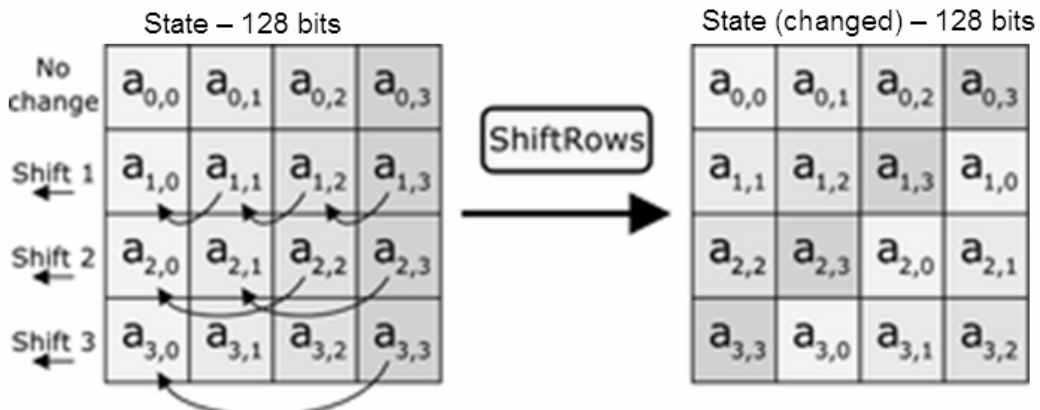 State – 128 bits
State (changed) – 128 bits
No change
a0,0 a0,1 a0,2 a0,3
a0,0 a0,1 a0,2 a0,3
ShiftRows
Shift 1
a1,0 a1,1 a1,2 a1,3
a1,1 a1,2 a1,3 a1,0
Shift 2
a2,0 a2,1 a2,2 a2,3
a2,2 a2,3 a2,0 a2,1
Shift 3
a3,0 a3,1 a3,2 a3,3
a3,3 a3,0 a3,1 a3,2